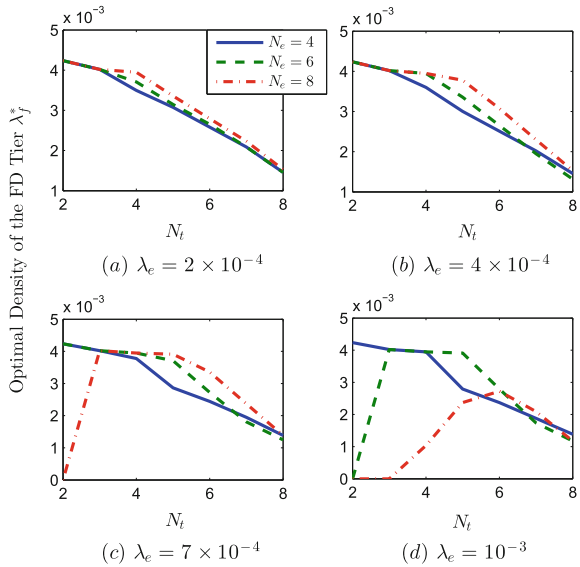 Optimal Density of the FD Tier λ*_f
x 10⁻³
5
4
3
2
1
2 4 6 8
N_t
(a) λ_e = 2 × 10⁻⁴
N_e = 4
N_e = 6
N_e = 8
x 10⁻³
5
4
3
2
1
2 4 6 8
N_t
(b) λ_e = 4 × 10⁻⁴
x 10⁻³
5
4
3
2
1
0
2 4 6 8
N_t
(c) λ_e = 7 × 10⁻⁴
x 10⁻³
5
4
3
2
1
0
2 4 6 8
N_t
(d) λ_e = 10⁻³